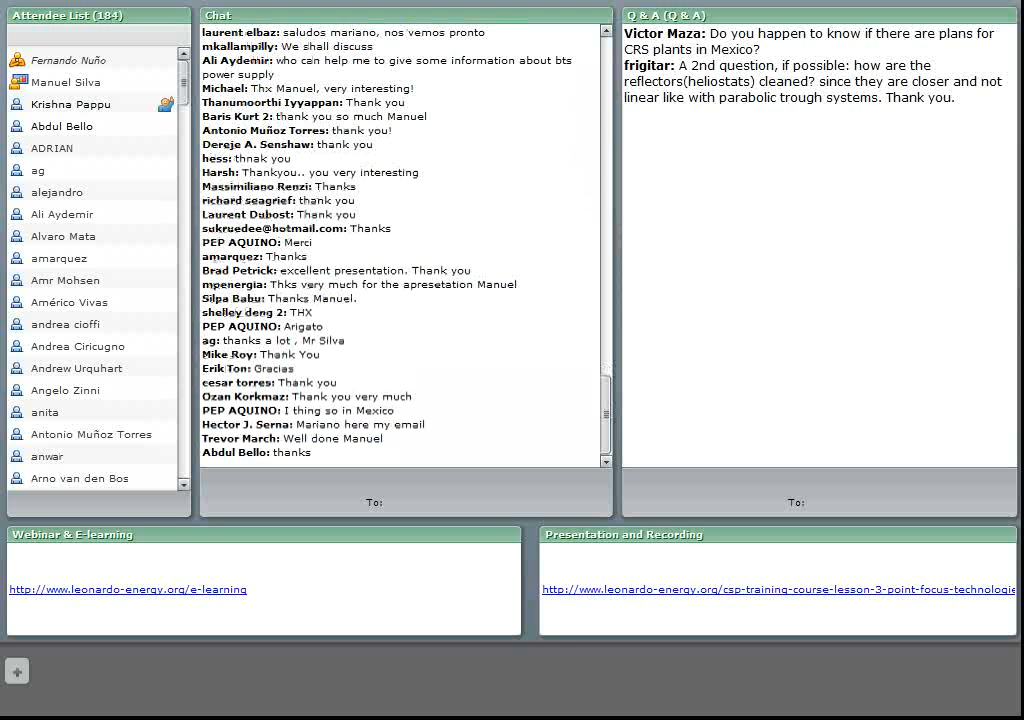 Attendee List (184)
Fernando Nuño
Manuel Silva
Krishna Pappu
Abdul Bello
ADRIAN
ag
alejandro
Ali Aydemir
Alvaro Mata
amarquez
Amr Mohsen
Américo Vivas
andrea cioffi
Andrea Ciricugno
Andrew Urquhart
Angelo Zinni
anita
Antonio Muñoz Torres
anwar
Arno van den Bos
Chat
laurent elbaz: saludos mariano, nos vemos pronto
mkallampilly: We shall discuss
Ali Aydemir: who can help me to give some information about bts
power supply
Michael: Thx Manuel, very interesting!
Thanumoorthi Iyyappan: Thank you
Baris Kurt 2: thank you so much Manuel
Antonio Muñoz Torres: thank you!
Dereje A. Senshaw: thank you
hess: thnak you
Harsh: Thankyou.. you very interesting
Massimiliano Renzi: Thanks
richard seagrief: thank you
Laurent Dubost: Thank you
sukruedee@hotmail.com: Thanks
PEP AQUINO: Merci
amarquez: Thanks
Brad Petrick: excellent presentation. Thank you
myenergia: Thks very much for the apresetation Manuel
Silpa Babu: Thanks Manuel.
shelley deng 2: THX
PEP AQUINO: Arigato
ag: thanks a lot , Mr Silva
Mike Roy: Thank You
Erik Ton: Gracias
cesar torres: Thank you
Ozan Korkmaz: Thank you very much
PEP AQUINO: I thing so in Mexico
Hector J. Serna: Mariano here my email
Trevor March: Well done Manuel
Abdul Bello: thanks
To:
Q & A (Q & A)
Victor Maza: Do you happen to know if there are plans for
CRS plants in Mexico?
frigitar: A 2nd question, if possible: how are the
reflectors(heliostats) cleaned? since they are closer and not
linear like with parabolic trough systems. Thank you.
To:
Webinar & E-learning
http://www.leonardo-energy.org/e-learning
Presentation and Recording
http://www.leonardo-energy.org/csp-training-course-lesson-3-point-focus-technologie